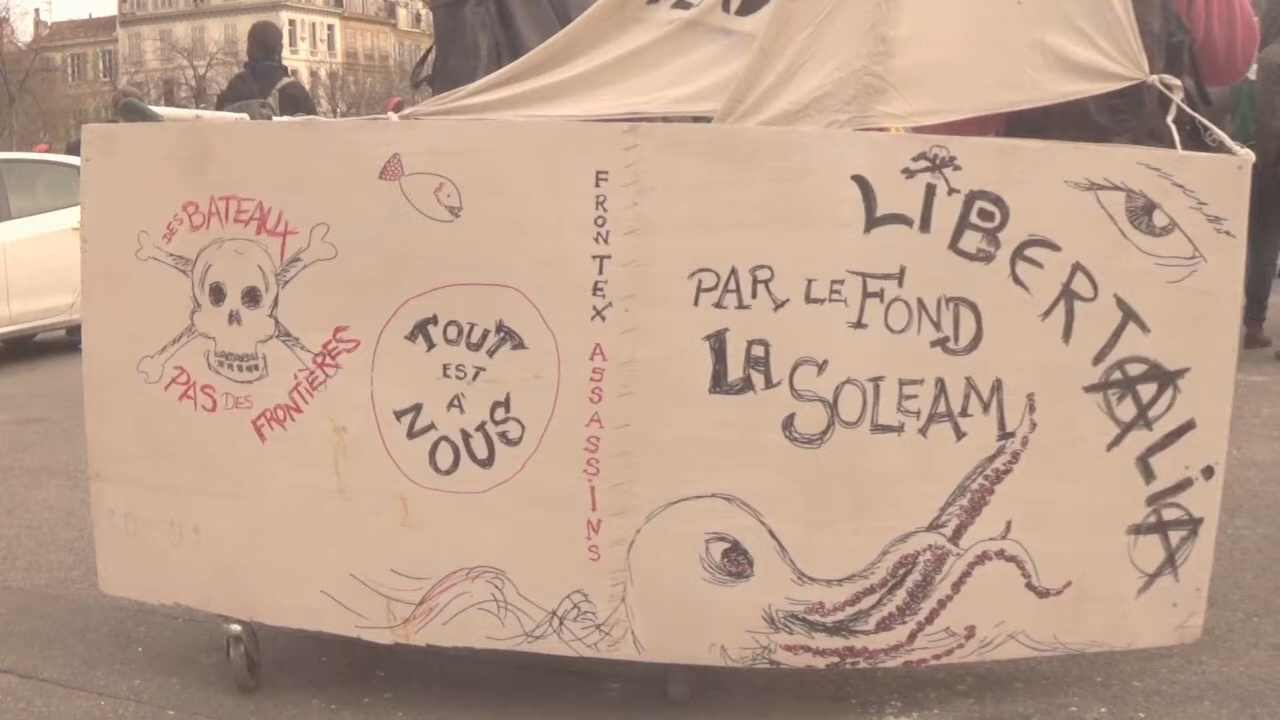 DES BATEAUX
PAS DES
FRONTIÈRES
TOUT
EST
À
NOUS
FRONTEX ASSASSINS
LIBERTALIA
PAR LE FOND
LA
SOLEAM